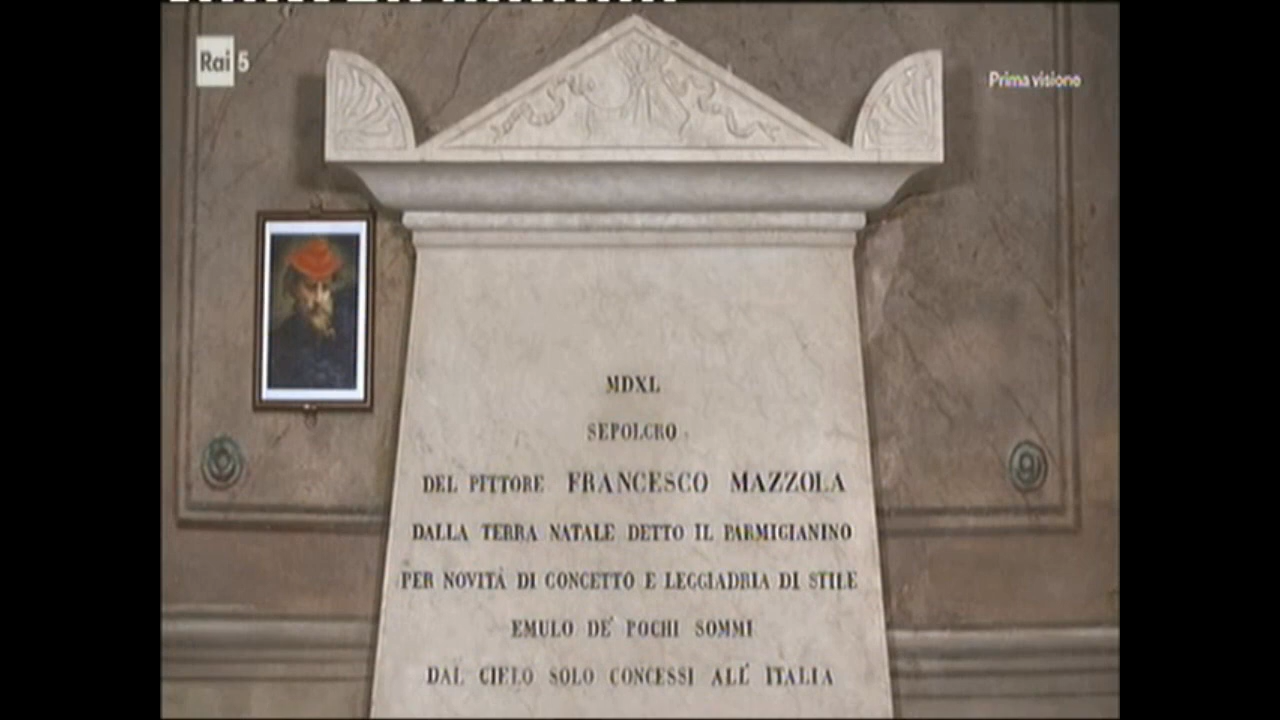 Rai 5
Prima visione
MDXL
SEPOLCRO
DEL PITTORE FRANCESCO MAZZOLA
DALLA TERRA NATALE DETTO IL PARMIGIANINO
PER NOVITÀ DI CONCETTO E LEGGIADRIA DI STILE
EMULO DE' POCHI SOMMI
DAL CIELO SOLO CONCESSI ALL' ITALIA